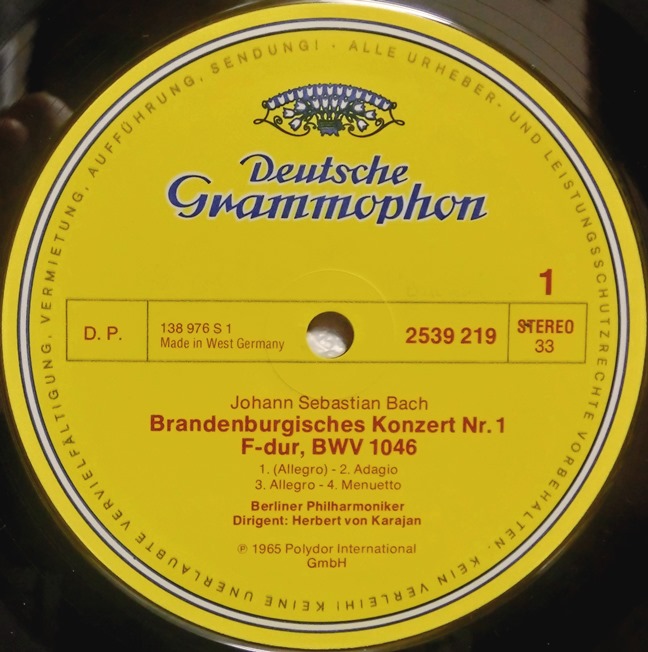 ALLE URHEBER- UND LEISTUNGSSCHUTZRECHTE VORBEHALTEN. KEIN VERLEIH! KEINE UNERLAUBTE VERVIELFÄLTIGUNG, VERMIETUNG, AUFFÜHRUNG, SENDUNG! ·
Deutsche
Grammophon
1
D. P.
138 976 S 1
Made in West Germany
2539 219
STEREO
33
Johann Sebastian Bach
Brandenburgisches Konzert Nr. 1
F-dur, BWV 1046
1. (Allegro) - 2. Adagio
3. Allegro - 4. Menuetto
Berliner Philharmoniker
Dirigent: Herbert von Karajan
℗ 1965 Polydor International
GmbH